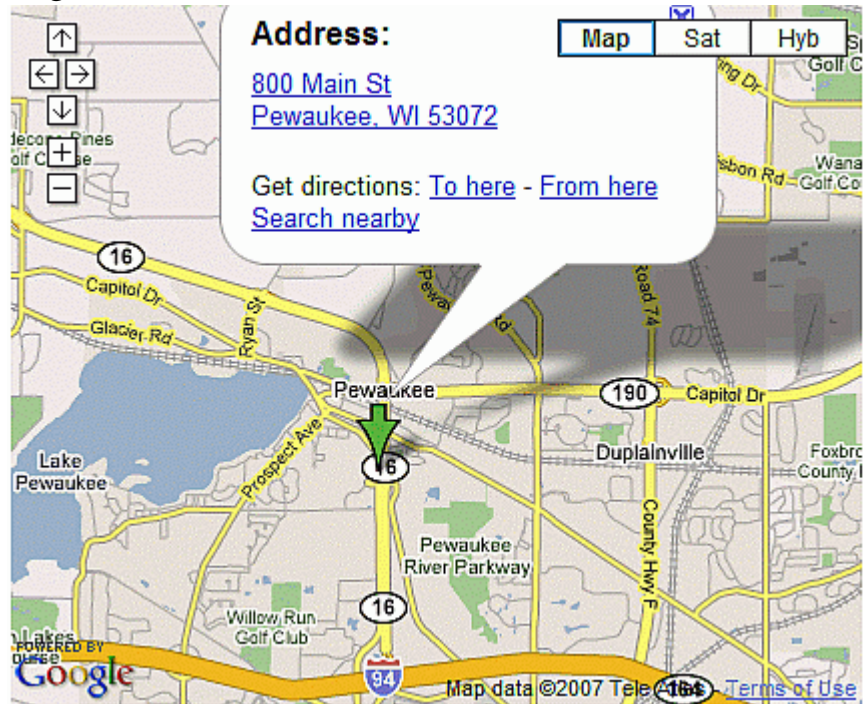 Address:
Map Sat Hyb
800 Main St
Pewaukee, WI 53072
Get directions: To here - From here
Search nearby
Golf C
Wana
Golf Co
16
Capitol Dr
Glacier Rd
Ryan St
Road 74
Pewaukee
190
Capitol Dr
Lake
Pewaukee
Prospect Ave
16
Duplainville
Foxbro
County
Pewaukee
River Parkway
County Hwy F
16
Willow Run
Golf Club
94
164
POWERED BY
Google
Map data ©2007 Tele Atlas - Terms of Use